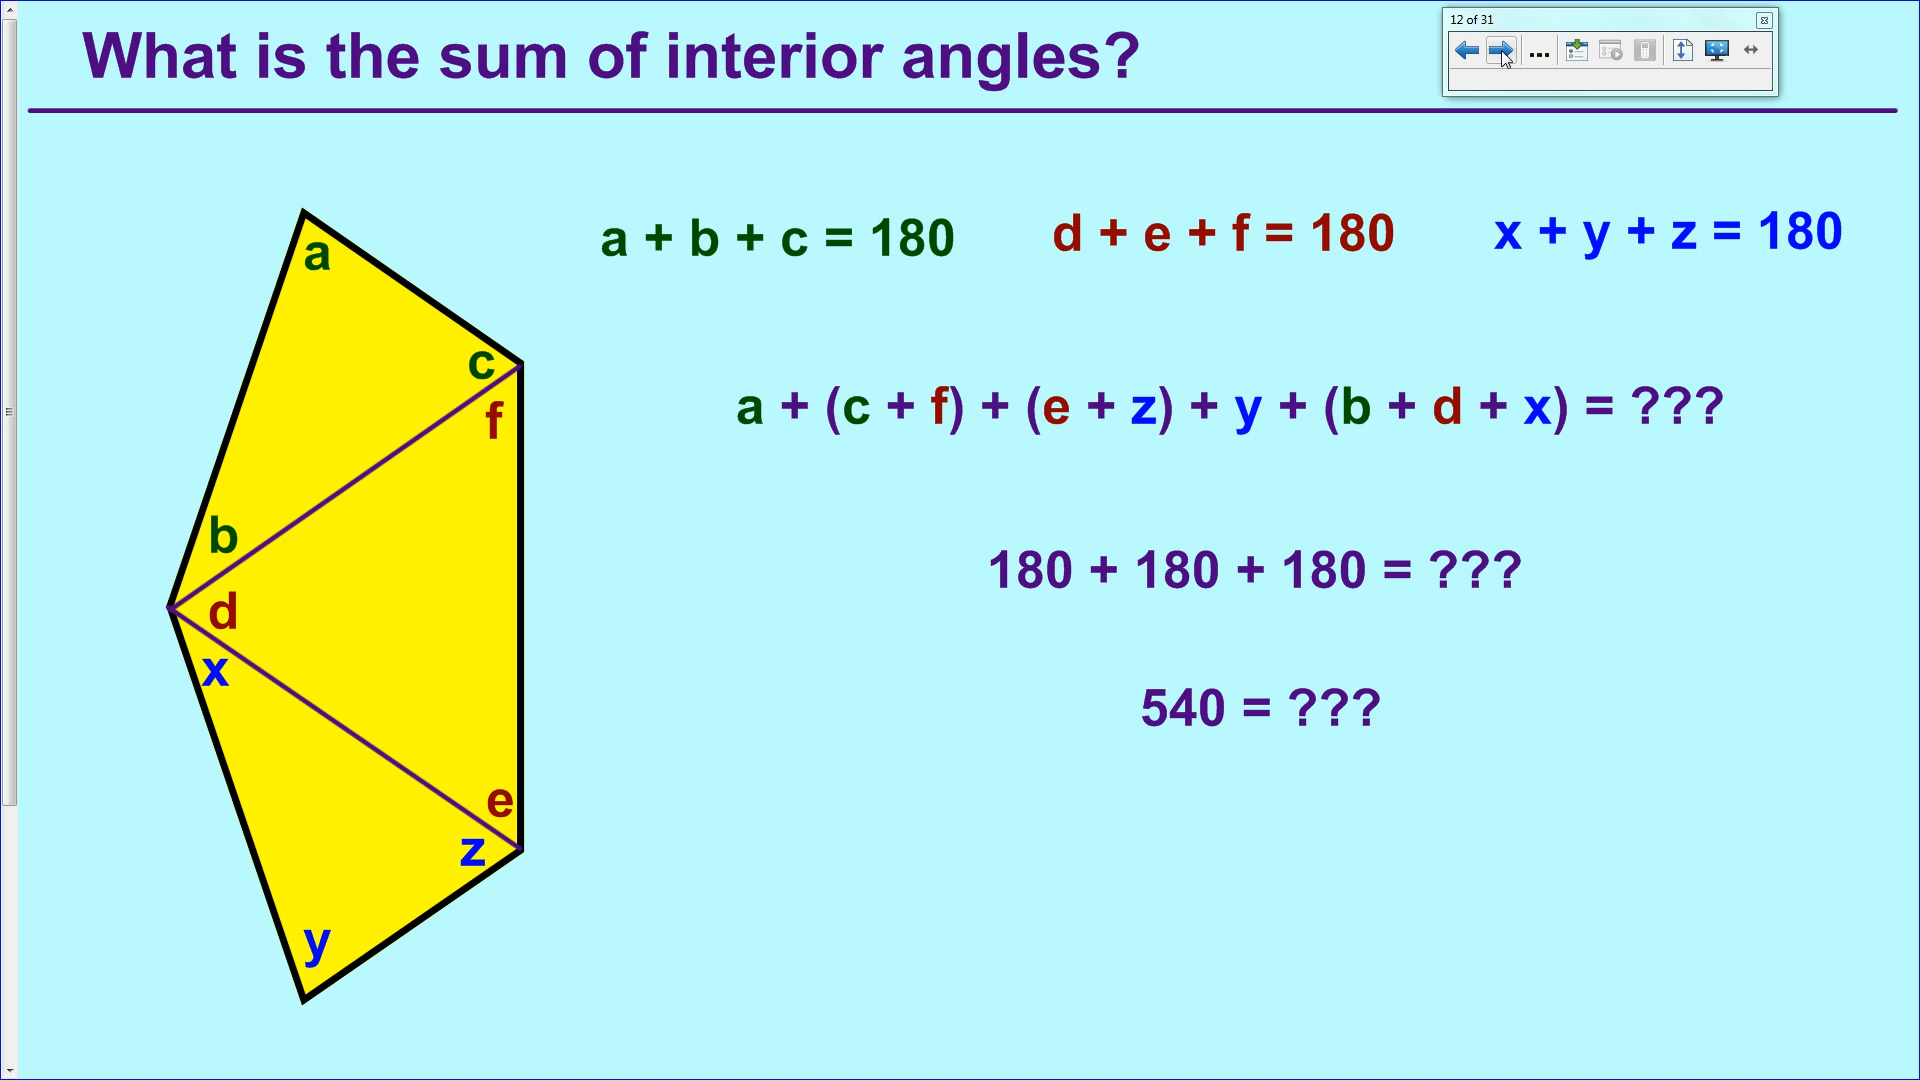 What is the sum of interior angles?
12 of 31
a + b + c = 180
d + e + f = 180
x + y + z = 180
a
c
f
a + (c + f) + (e + z) + y + (b + d + x) = ???
b
180 + 180 + 180 = ???
d
x
540 = ???
e
z
y